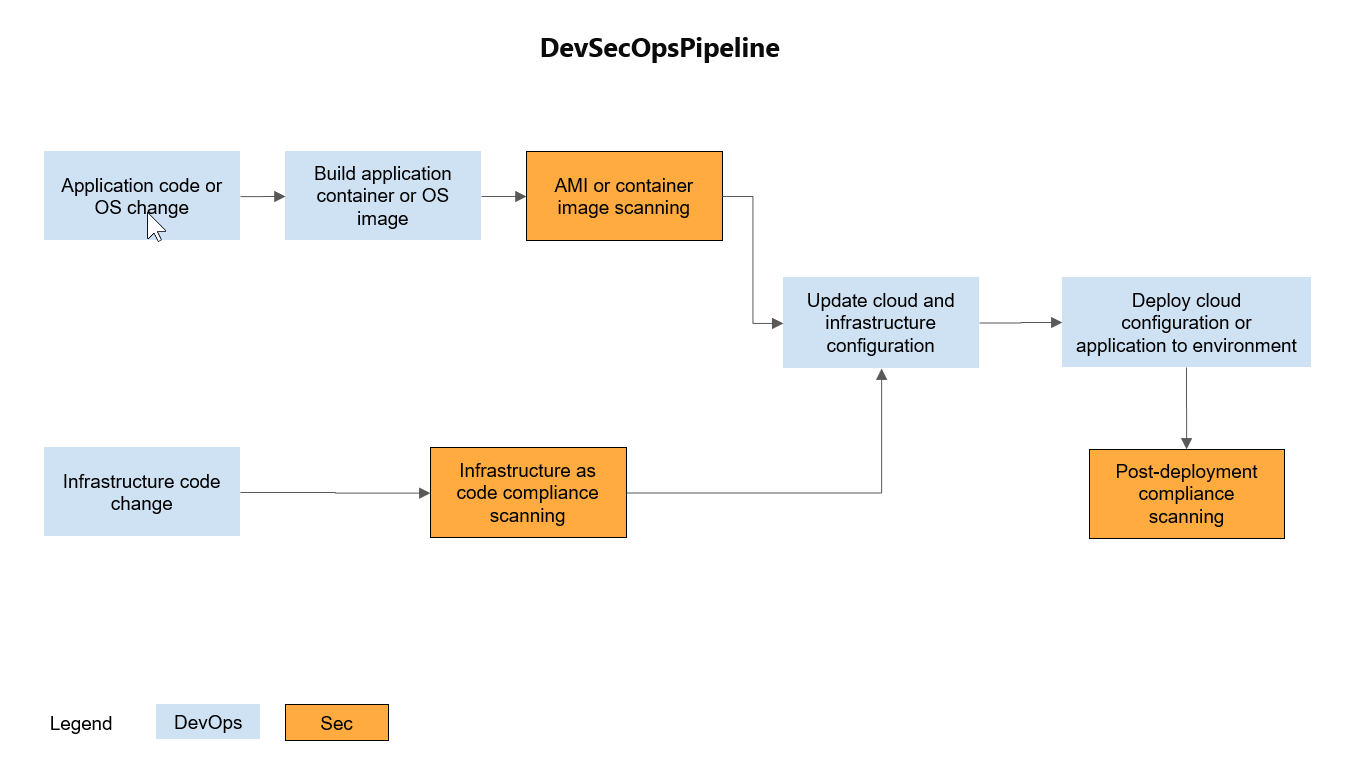 DevSecOpsPipeline
Application code or
OS change
Build application
container or OS
image
AMI or container
image scanning
Update cloud and
infrastructure
configuration
Deploy cloud
configuration or
application to environment
Infrastructure code
change
Infrastructure as
code compliance
scanning
Post-deployment
compliance
scanning
Legend
DevOps
Sec